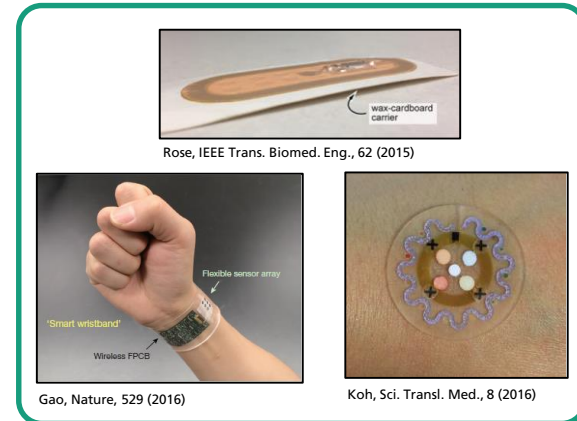 wax-cardboard
carrier
Rose, IEEE Trans. Biomed. Eng., 62 (2015)
Flexible sensor array
'Smart wristband'
Wireless FPCB
Gao, Nature, 529 (2016)
Koh, Sci. Transl. Med., 8 (2016)